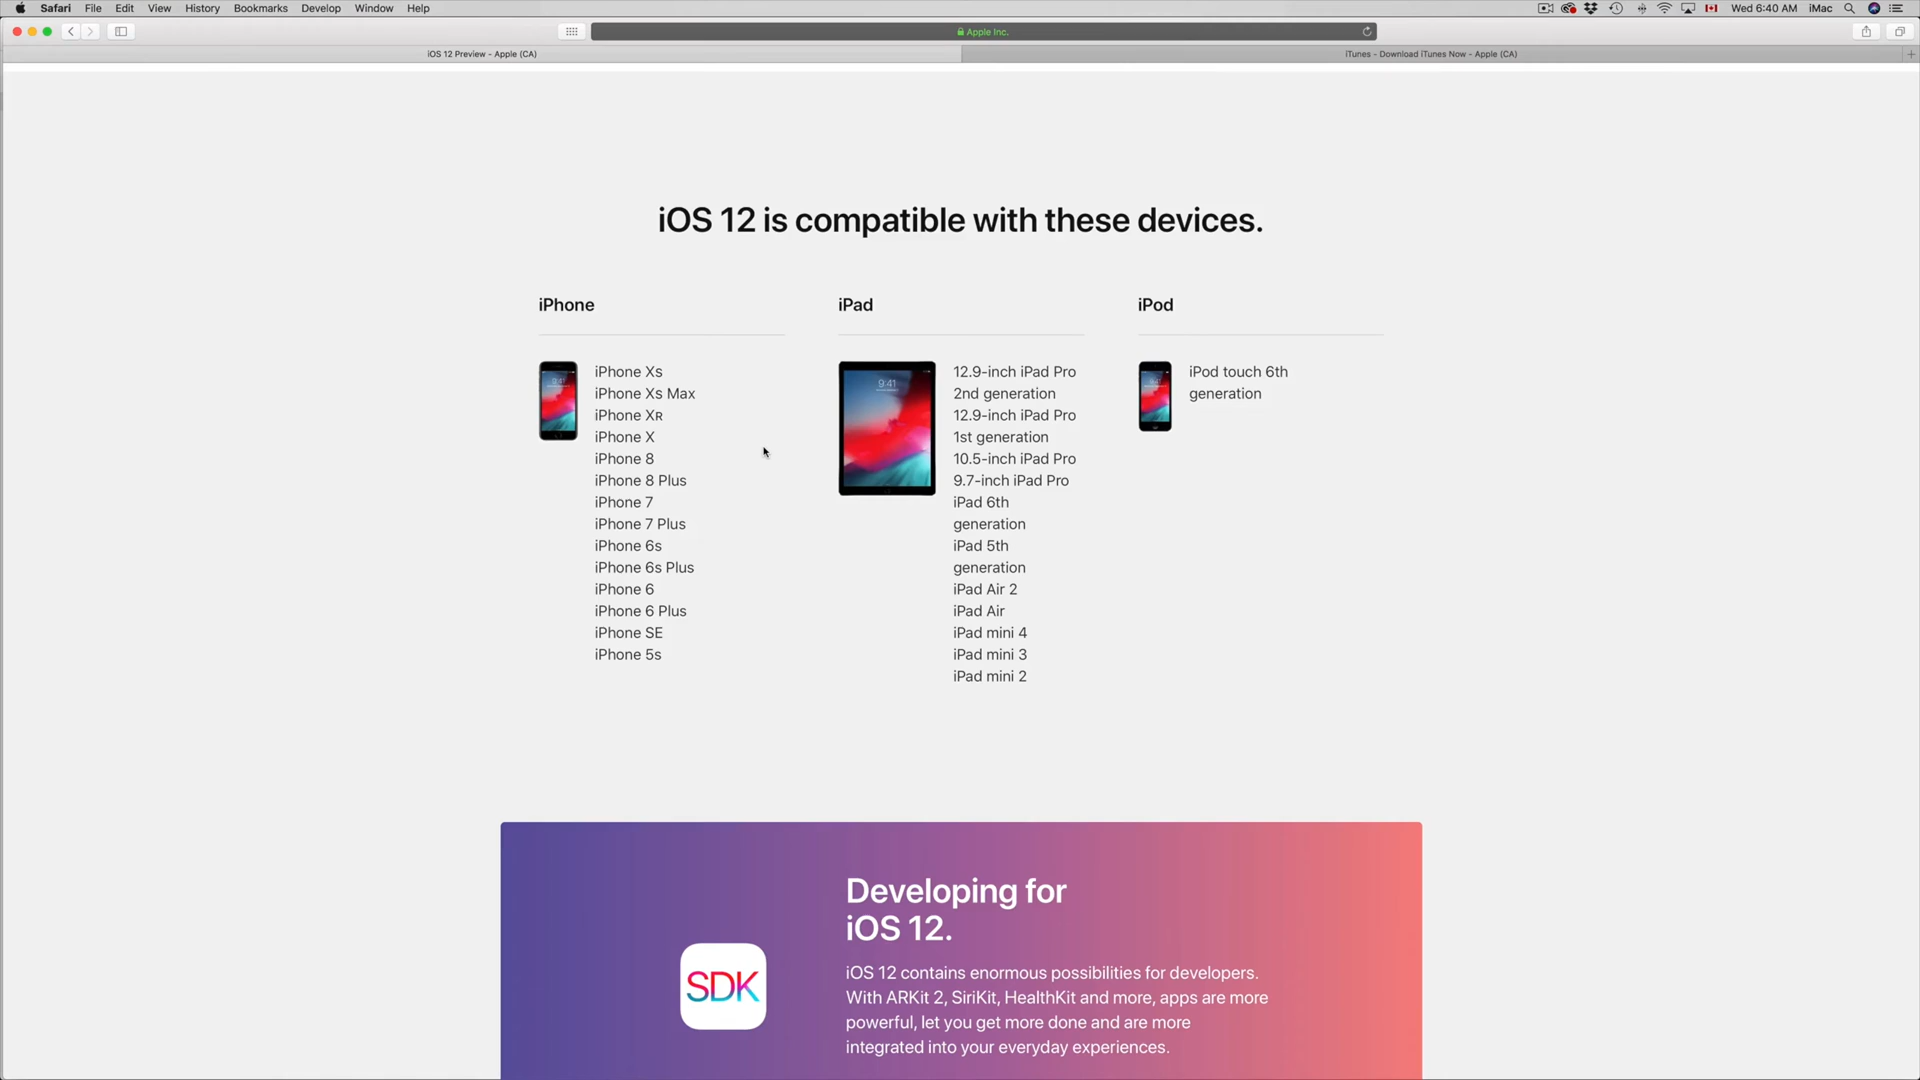 Safari File Edit View History Bookmarks Develop Window Help
Wed 6:40 AM iMac
Apple Inc.
iOS 12 Preview - Apple (CA)
iTunes - Download iTunes Now - Apple (CA)
iOS 12 is compatible with these devices.
iPhone
iPhone Xs
iPhone Xs Max
iPhone XR
iPhone X
iPhone 8
iPhone 8 Plus
iPhone 7
iPhone 7 Plus
iPhone 6s
iPhone 6s Plus
iPhone 6
iPhone 6 Plus
iPhone SE
iPhone 5s
iPad
9:41
12.9-inch iPad Pro
2nd generation
12.9-inch iPad Pro
1st generation
10.5-inch iPad Pro
9.7-inch iPad Pro
iPad 6th
generation
iPad 5th
generation
iPad Air 2
iPad Air
iPad mini 4
iPad mini 3
iPad mini 2
iPod
iPod touch 6th
generation
SDK
Developing for
iOS 12.
iOS 12 contains enormous possibilities for developers.
With ARKit 2, SiriKit, HealthKit and more, apps are more
powerful, let you get more done and are more
integrated into your everyday experiences.